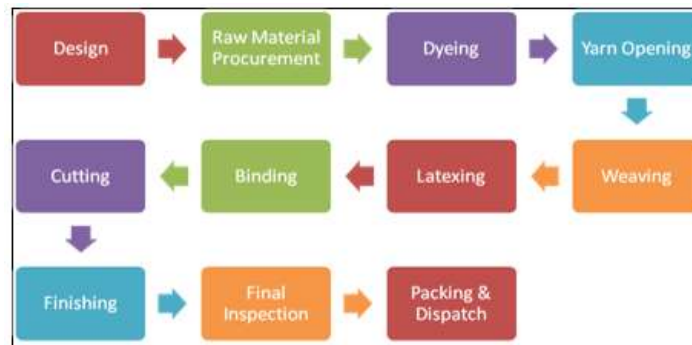 Design
Raw Material
Procurement
Dyeing
Yarn Opening
Weaving
Latexing
Binding
Cutting
Finishing
Final
Inspection
Packing &
Dispatch